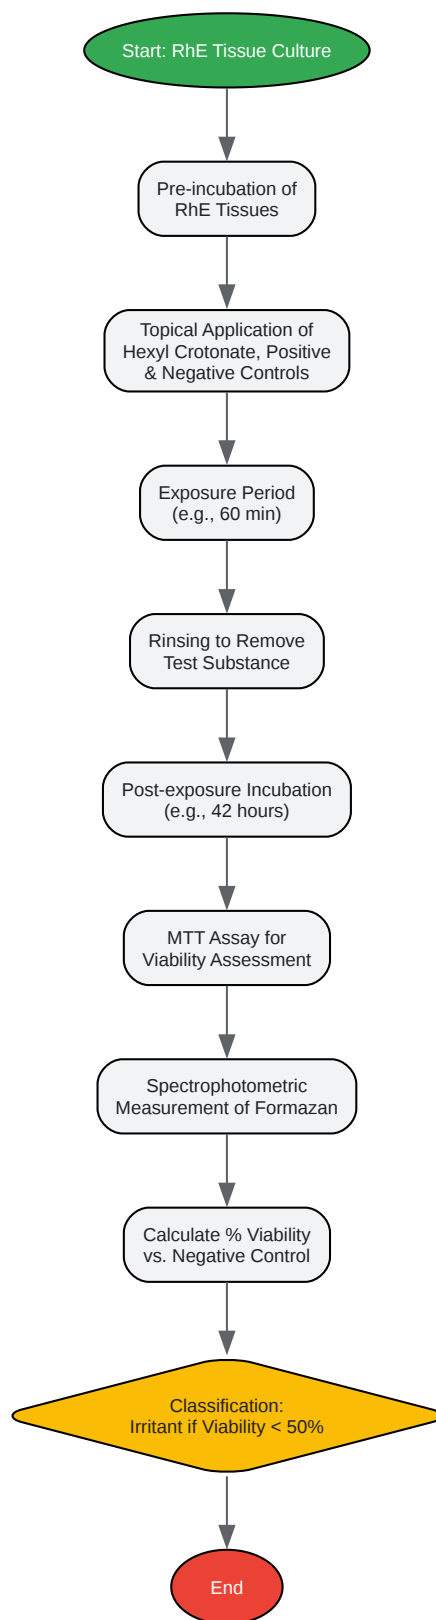 Start: RhE Tissue Culture
Pre-incubation of
RhE Tissues
Topical Application of
Hexyl Crotonate, Positive
& Negative Controls
Exposure Period
(e.g., 60 min)
Rinsing to Remove
Test Substance
Post-exposure Incubation
(e.g., 42 hours)
MTT Assay for
Viability Assessment
Spectrophotometric
Measurement of Formazan
Calculate % Viability
vs. Negative Control
Classification:
Irritant if Viability < 50%
End